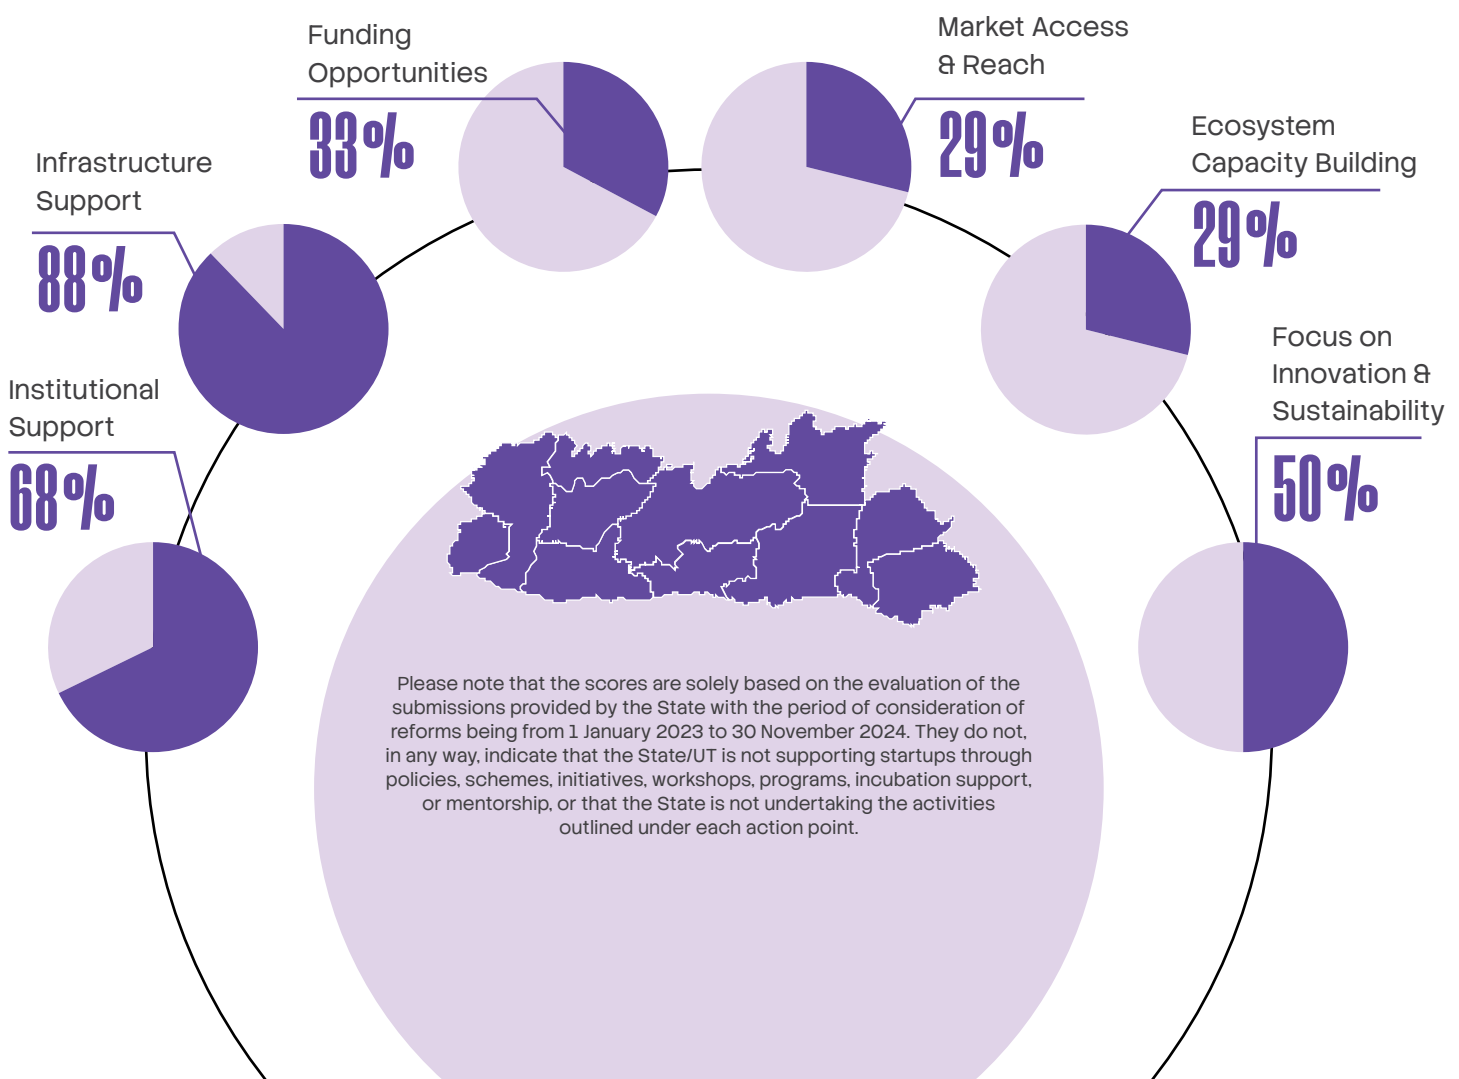 Funding
Opportunities
33%
Market Access
& Reach
29%
Infrastructure
Support
88%
Ecosystem
Capacity Building
29%
Institutional
Support
68%
Focus on
Innovation &
Sustainability
50%
Please note that the scores are solely based on the evaluation of the
submissions provided by the State with the period of consideration of
reforms being from 1 January 2023 to 30 November 2024. They do not,
in any way, indicate that the State/UT is not supporting startups through
policies, schemes, initiatives, workshops, programs, incubation support,
or mentorship, or that the State is not undertaking the activities
outlined under each action point.